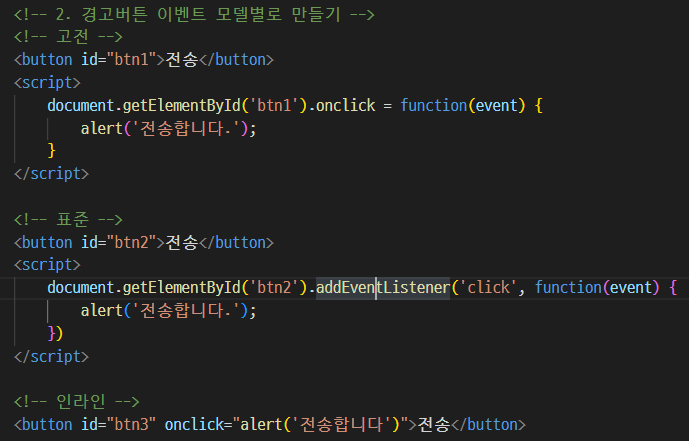 <!-- 2. 경고버튼 이벤트 모델별로 만들기 -->
<!-- 고전 -->
<button id="btn1">전송</button>
<script>
    document.getElementById('btn1').onclick = function(event) {
        alert('전송합니다.');
    }
</script>

<!-- 표준 -->
<button id="btn2">전송</button>
<script>
    document.getElementById('btn2').addEventListener('click', function(event) {
        alert('전송합니다.');
    })
</script>

<!-- 인라인 -->
<button id="btn3" onclick="alert('전송합니다')">전송</button>